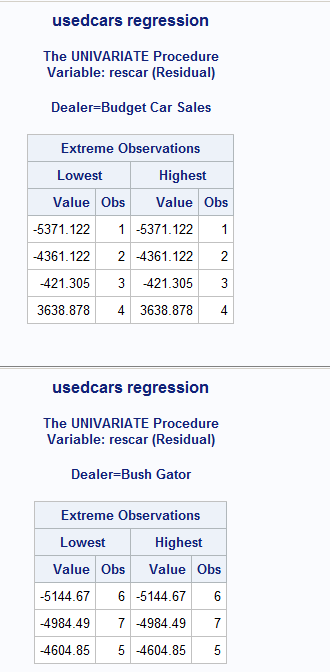 usedcars regression
The UNIVARIATE Procedure
Variable: rescar (Residual)
Dealer=Budget Car Sales
Extreme Observations
Lowest Highest
Value Obs Value Obs
-5371.122 1 -5371.122 1
-4361.122 2 -4361.122 2
-421.305 3 -421.305 3
3638.878 4 3638.878 4
usedcars regression
The UNIVARIATE Procedure
Variable: rescar (Residual)
Dealer=Bush Gator
Extreme Observations
Lowest Highest
Value Obs Value Obs
-5144.67 6 -5144.67 6
-4984.49 7 -4984.49 7
-4604.85 5 -4604.85 5